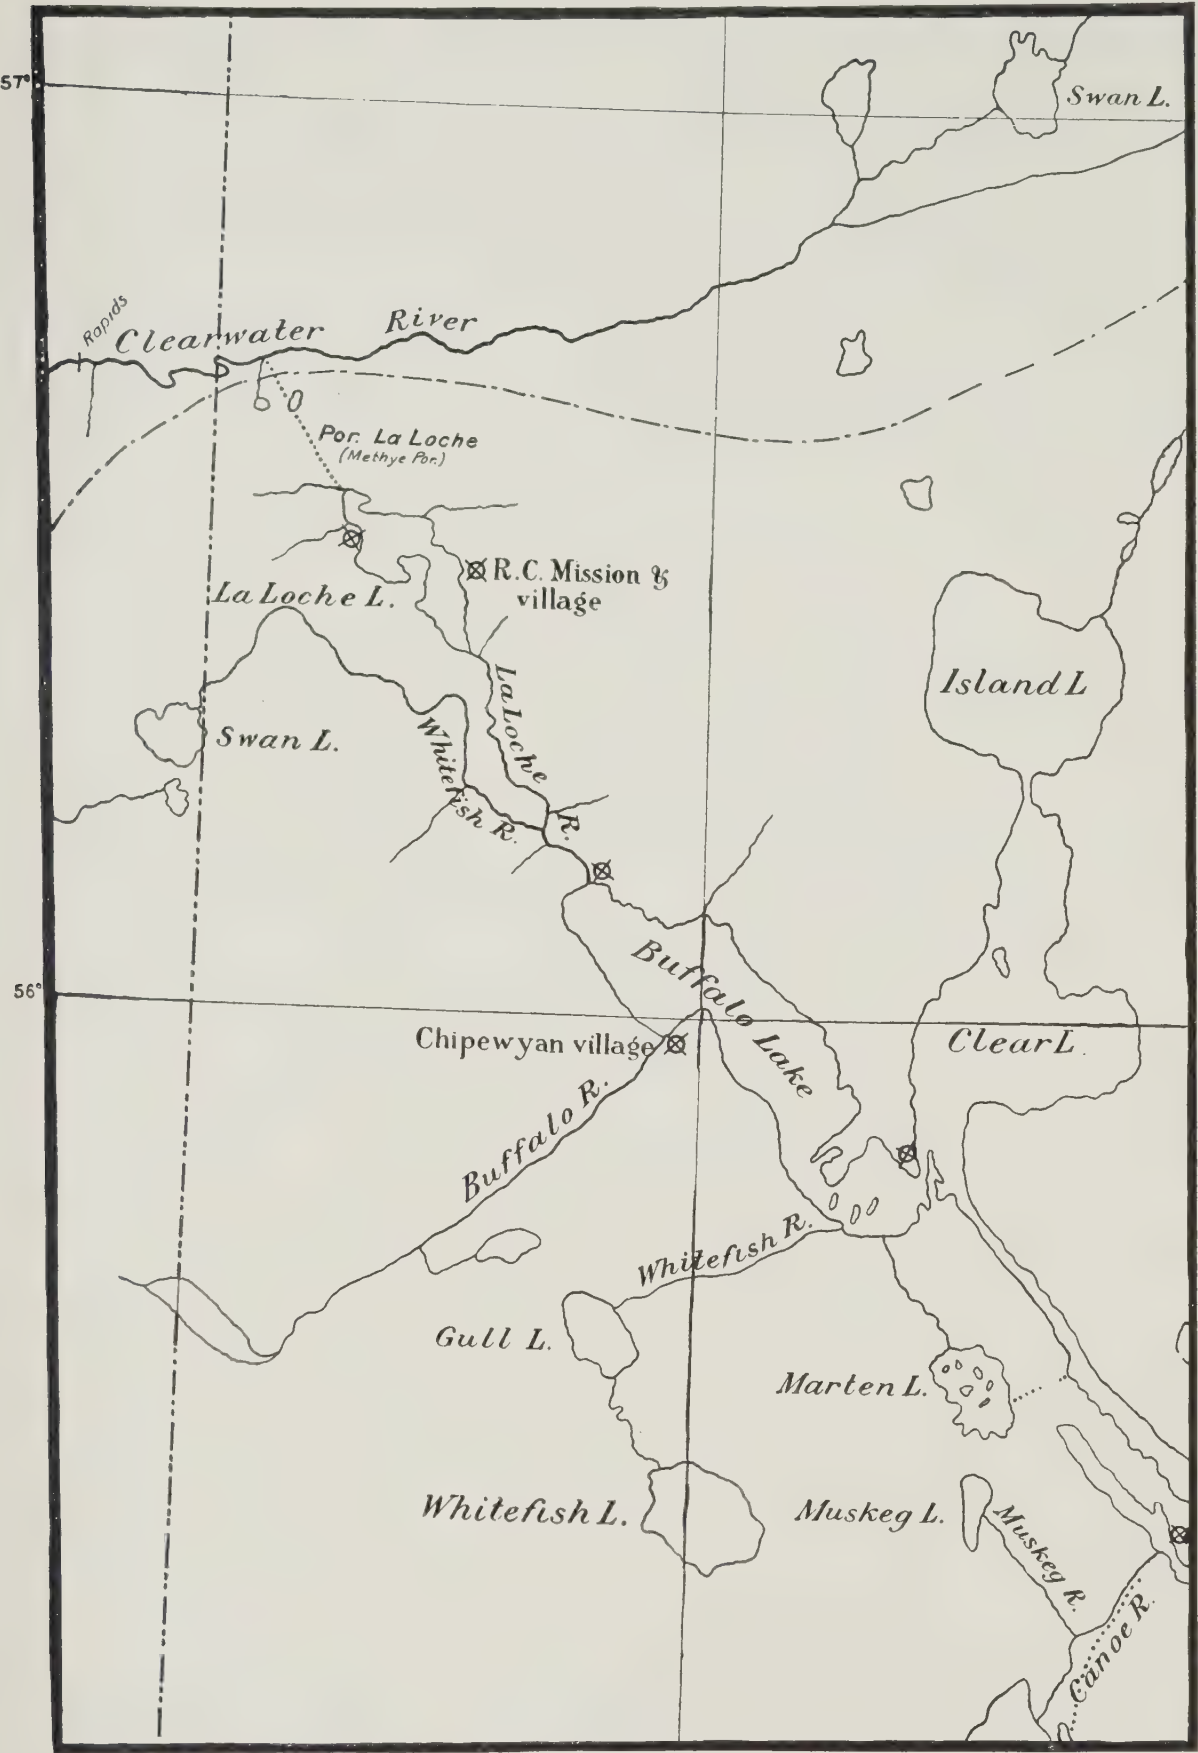 57°
Swan L.
Rapids
Clearwater River
Por. La Loche
(Methye Por.)
R.C. Mission &
village
La Loche L.
Island L
La Loche R.
Swan L.
Whitefish R.
Buffalo Lake
56°
Chipewyan village
Clear L.
Buffalo R.
Whitefish R.
Gull L.
Marten L.
Whitefish L.
Muskeg L.
Muskeg R.
Canoe R.